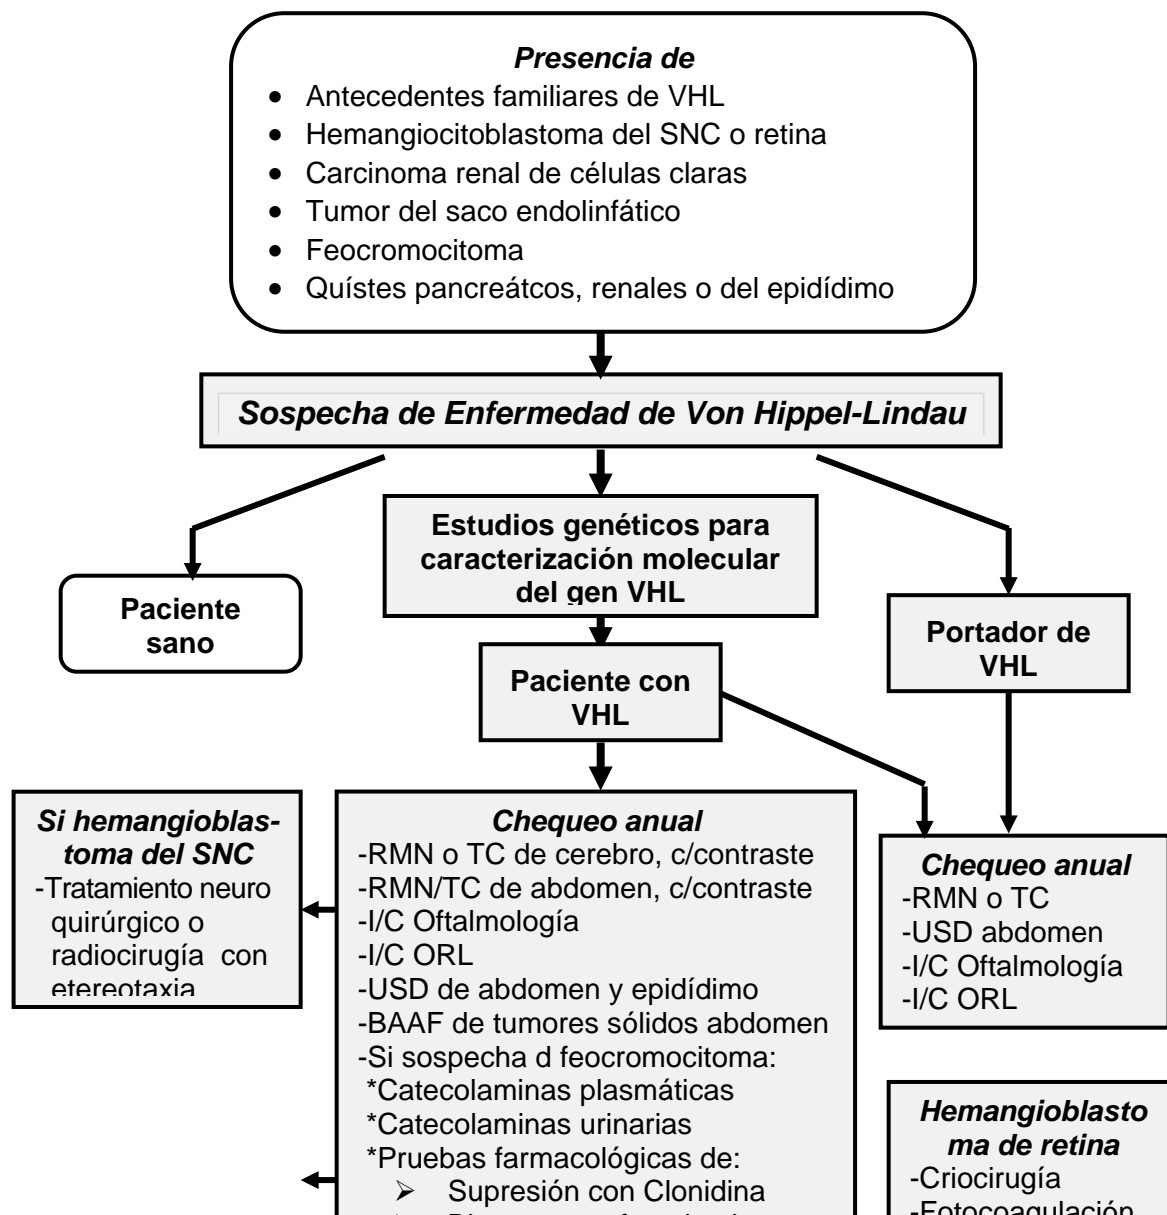 Presencia de
• Antecedentes familiares de VHL
• Hemangiocitoblastoma del SNC o retina
• Carcinoma renal de células claras
• Tumor del saco endolinfático
• Feocromocitoma
• Quístes pancreátcos, renales o del epidídimo
Sospecha de Enfermedad de Von Hippel-Lindau
Estudios genéticos para
caracterización molecular
del gen VHL
Paciente
sano
Portador de
VHL
Paciente con
VHL
Si hemangioblas-
toma del SNC
-Tratamiento neuro
quirúrgico o
radiocirugía con
etereotaxia
Chequeo anual
-RMN o TC de cerebro, c/contraste
-RMN/TC de abdomen, c/contraste
-I/C Oftalmología
-I/C ORL
-USD de abdomen y epidídimo
-BAAF de tumores sólidos abdomen
-Si sospecha d feocromocitoma:
*Catecolaminas plasmáticas
*Catecolaminas urinarias
*Pruebas farmacológicas de:
➢ Supresión con Clonidina
Chequeo anual
-RMN o TC
-USD abdomen
-I/C Oftalmología
-I/C ORL
Hemangioblasto
ma de retina
-Criocirugía
-Fotocoagulación